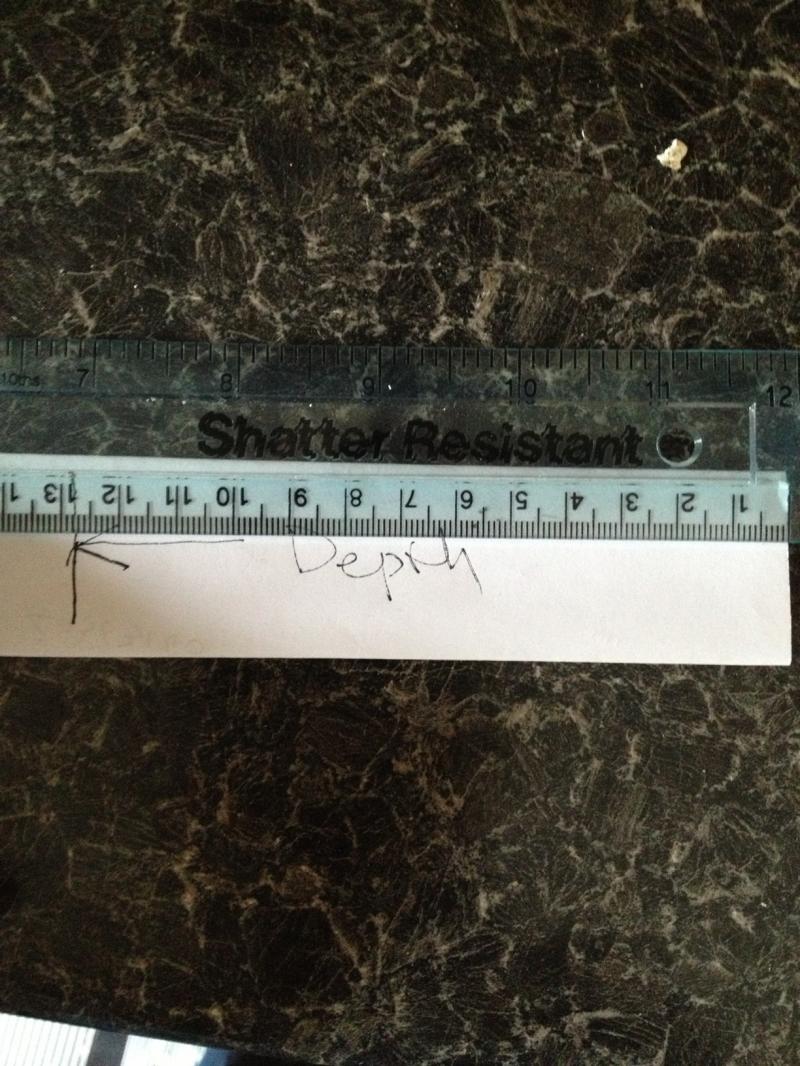 10ths 7 8 9 10 11 12
Shatter Resistant
1 13 12 11 10 9 8 7 6 5 4 3 2 1
Depth